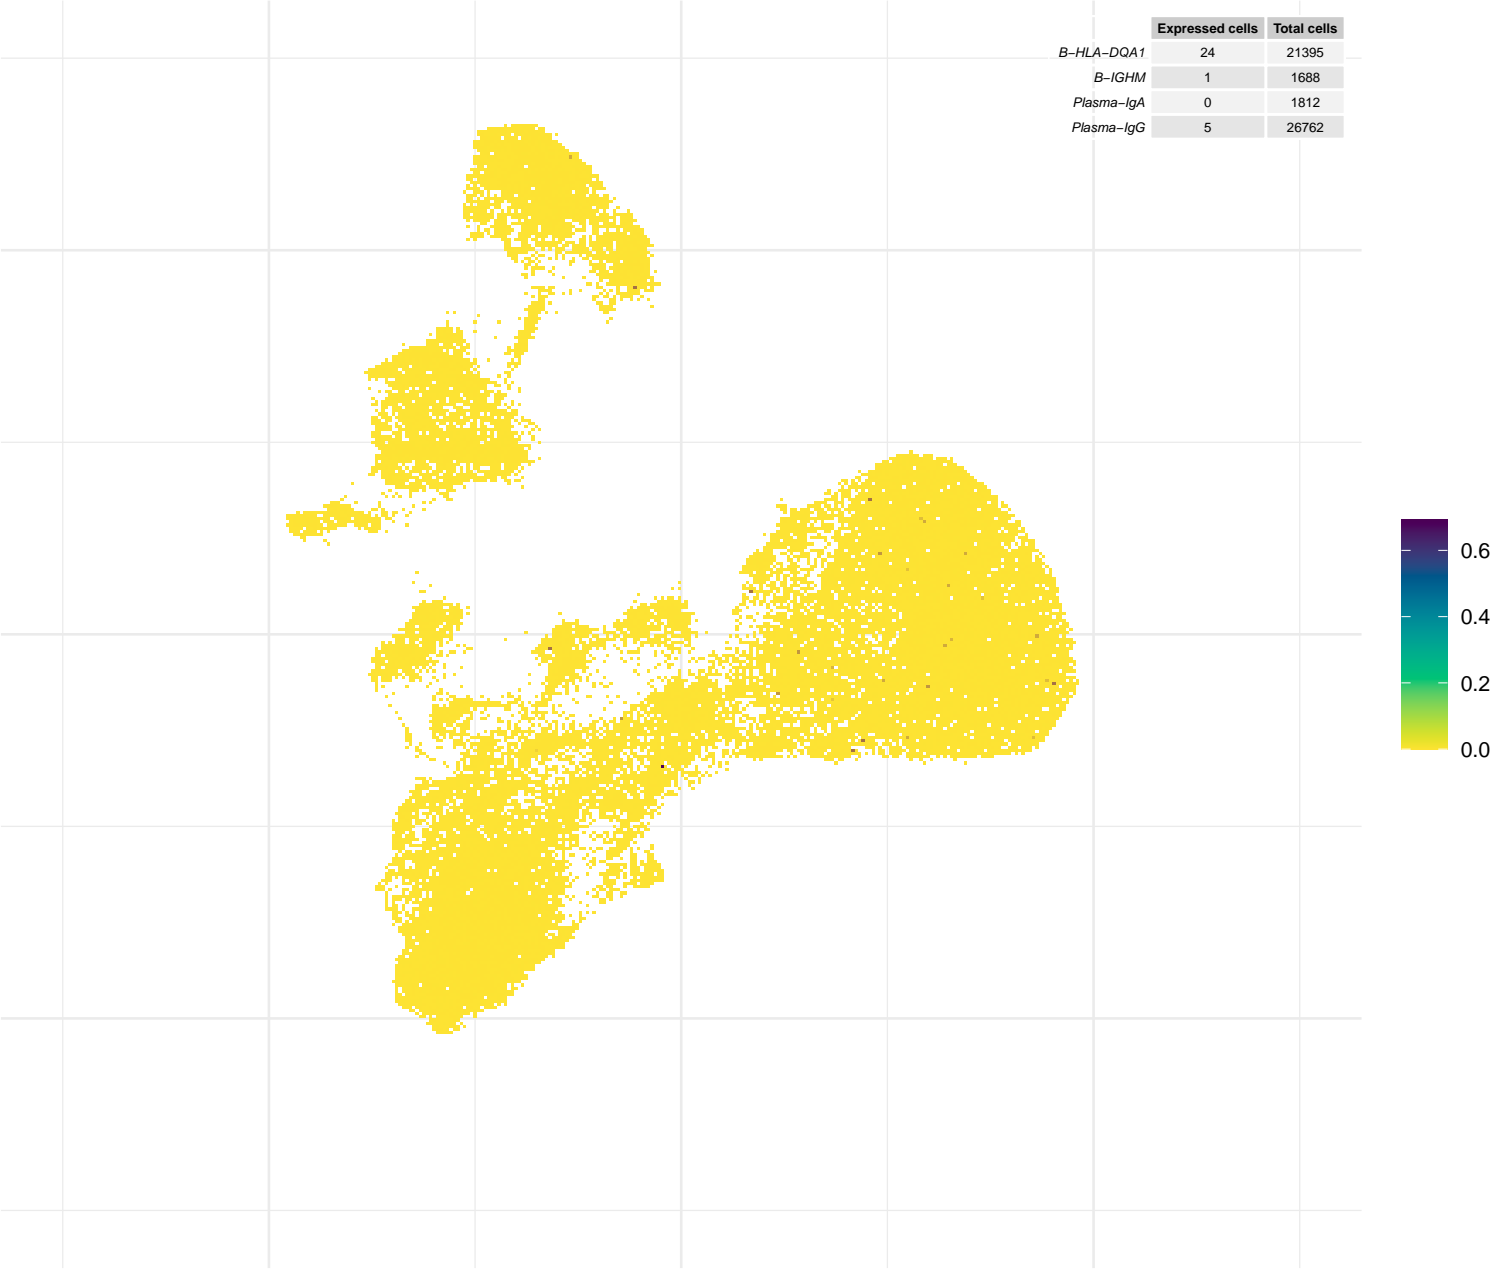 Expressed cells Total cells
B−HLA−DQA1 24 21395
B−IGHM 1 1688
Plasma−IgA 0 1812
Plasma−IgG 5 26762
0.6
0.4
0.2
0.0